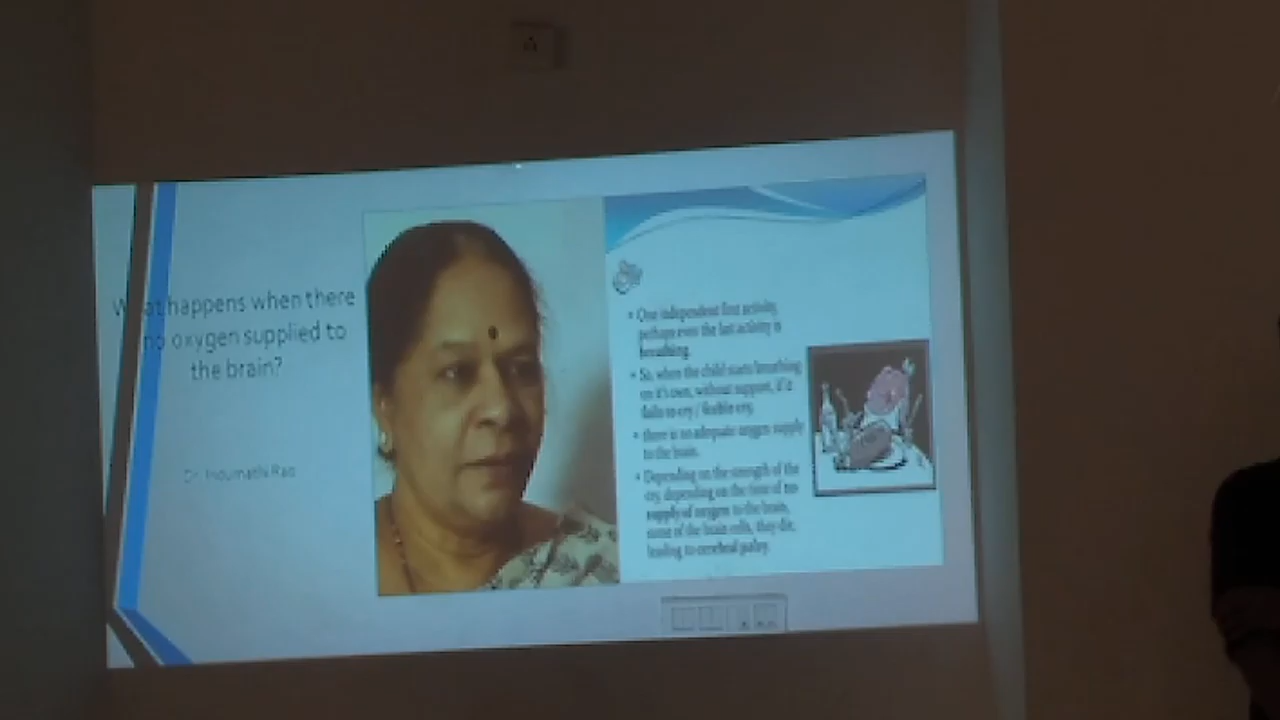 What happens when there
no oxygen supplied to
the brain?
Dr. Indumathi Rao
• One independent first activity,
perhaps even the last activity is
breathing.
• So, when the child starts breathing
on it's own, without support, if it
fails to cry / feeble cry,
• there is no adequate oxygen supply
to the brain.
• Depending on the strength of the
cry, depending on the time of no
supply of oxygen to the brain,
some of the brain cells, they die,
leading to cerebral palsy.